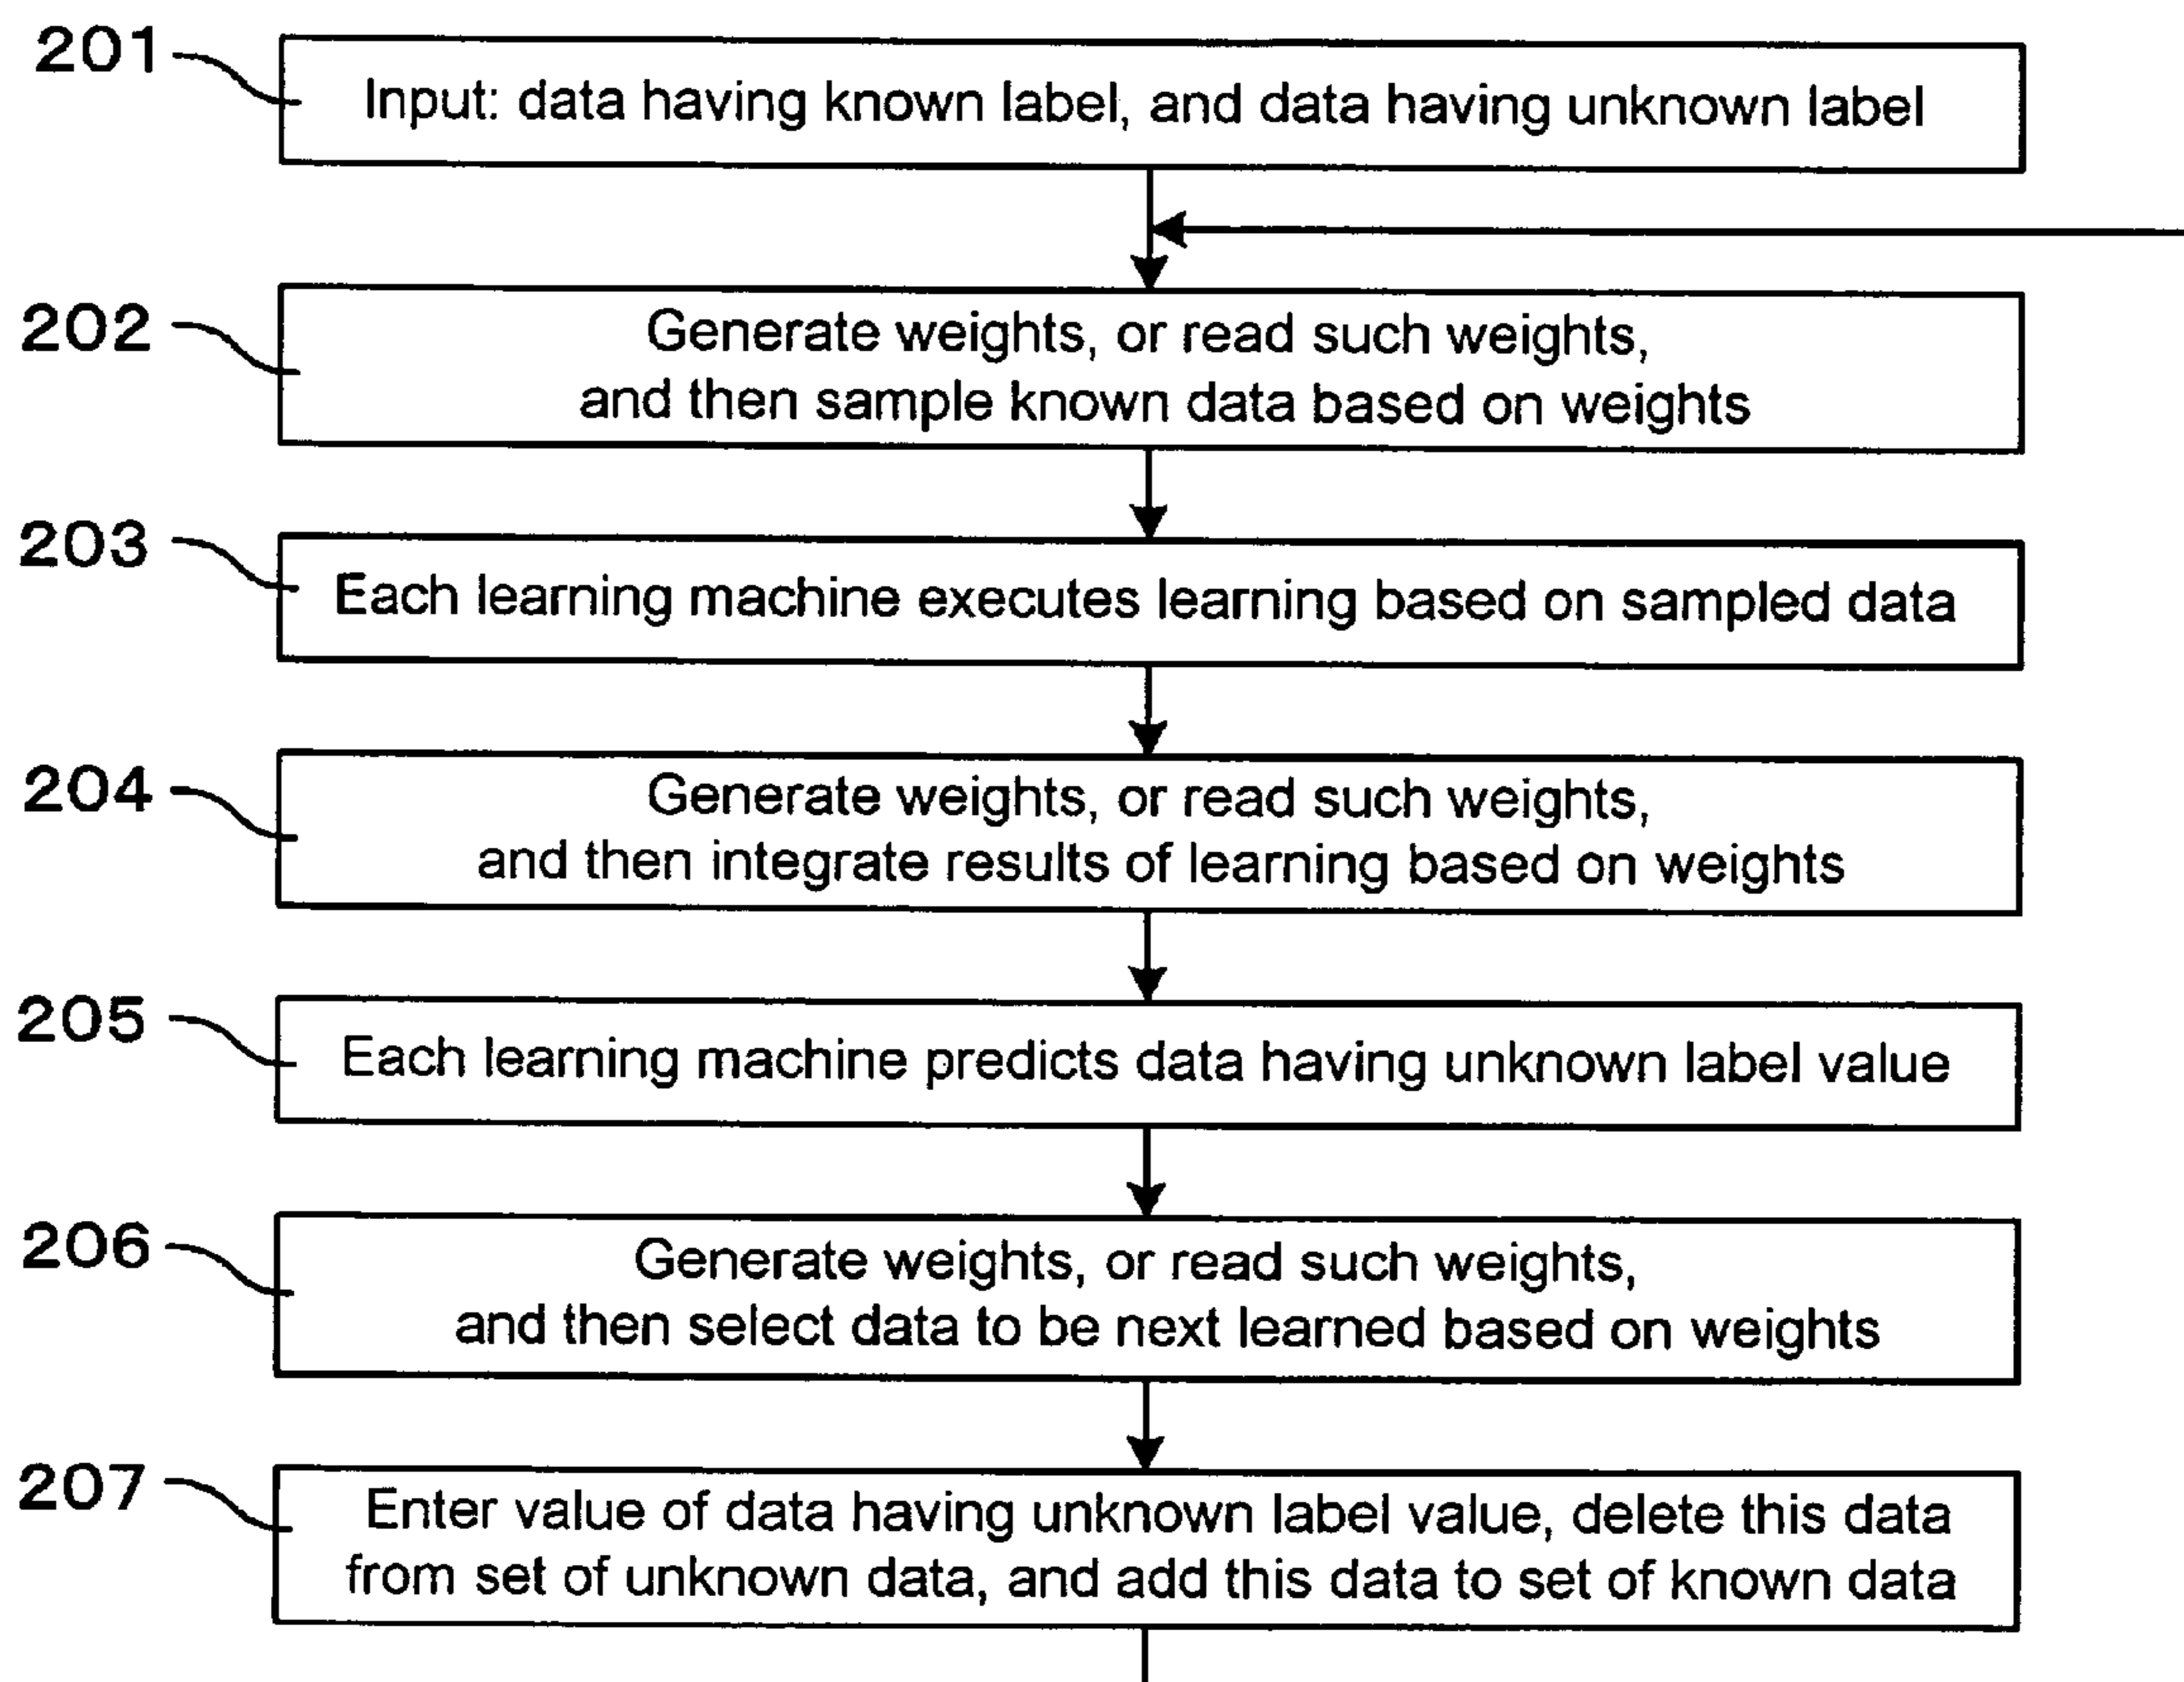 201
Input: data having known label, and data having unknown label
202
Generate weights, or read such weights,
and then sample known data based on weights
203
Each learning machine executes learning based on sampled data
204
Generate weights, or read such weights,
and then integrate results of learning based on weights
205
Each learning machine predicts data having unknown label value
206
Generate weights, or read such weights,
and then select data to be next learned based on weights
207
Enter value of data having unknown label value, delete this data
from set of unknown data, and add this data to set of known data